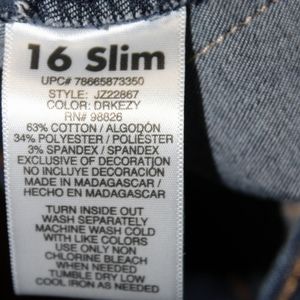 16 Slim
UPC# 78665873350
STYLE: JZ22867
COLOR: DRKEZY
RN# 98826
63% COTTON / ALGODÓN
34% POLYESTER / POLIÉSTER
3% SPANDEX / SPANDEX
EXCLUSIVE OF DECORATION
NO INCLUYE DECORACIÓN
MADE IN MADAGASCAR /
HECHO EN MADAGASCAR
TURN INSIDE OUT
WASH SEPARATELY
MACHINE WASH COLD
WITH LIKE COLORS
USE ONLY NON
CHLORINE BLEACH
WHEN NEEDED
TUMBLE DRY LOW
COOL IRON AS NEEDED